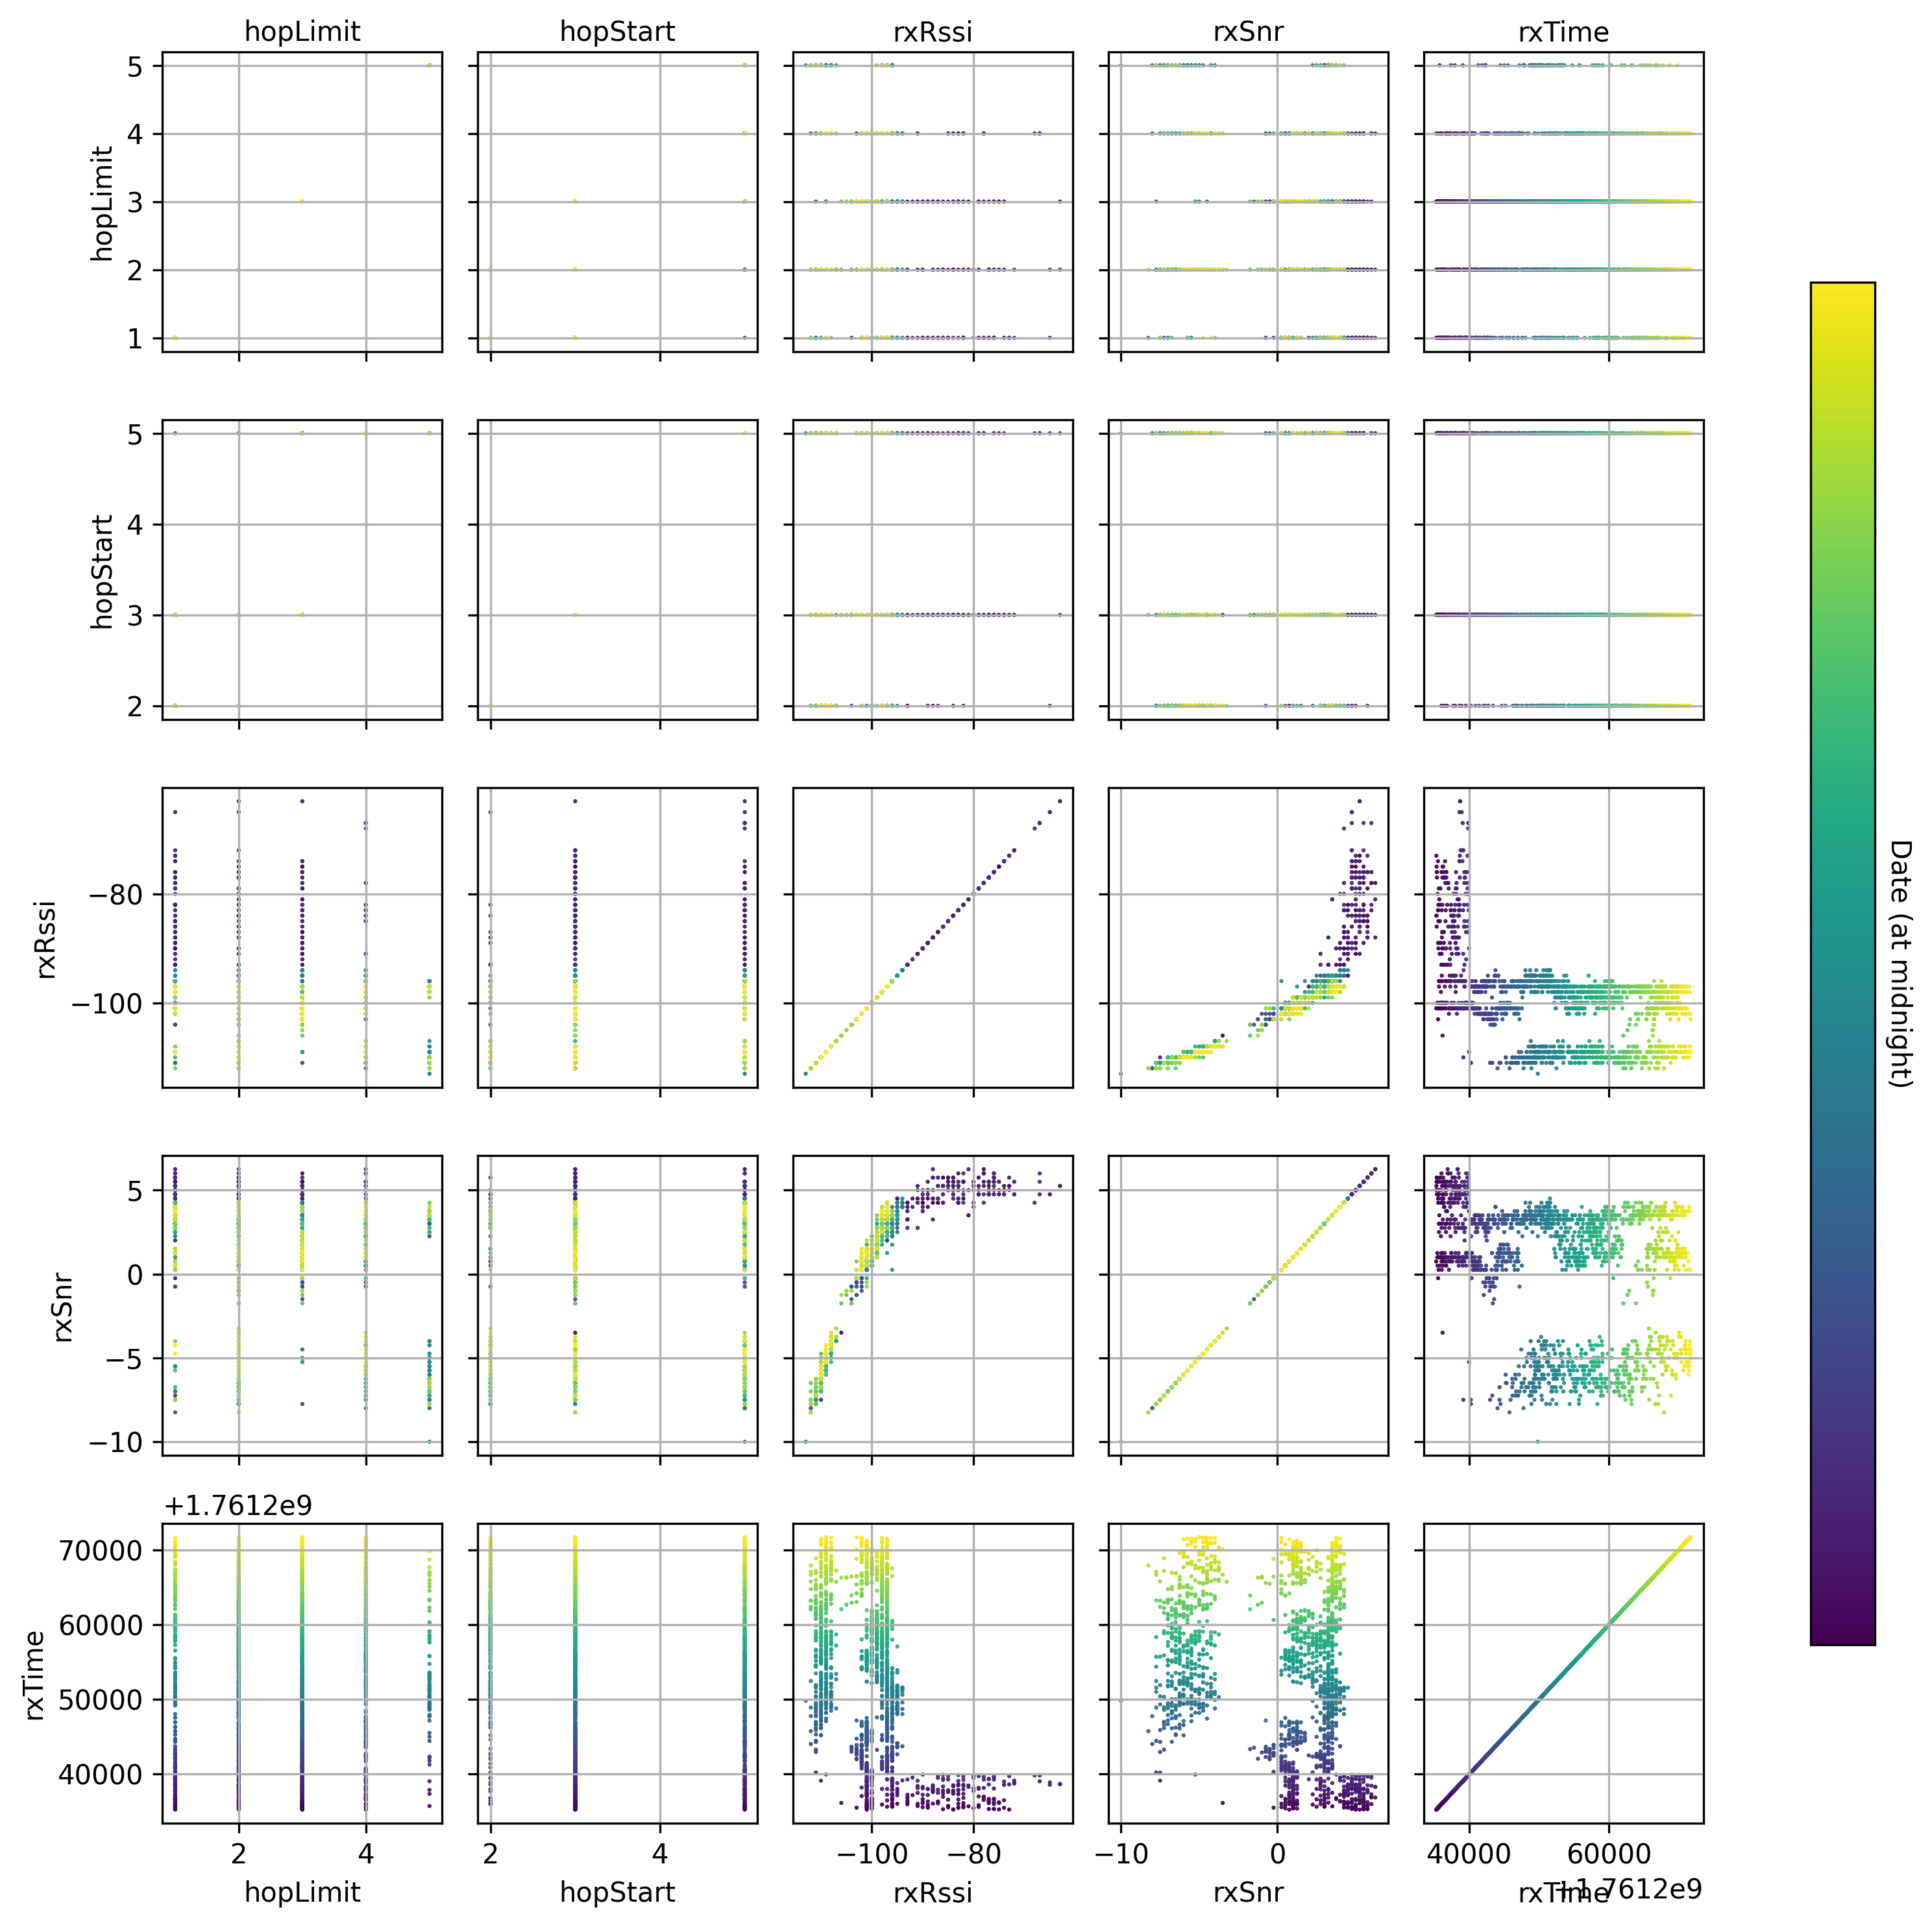 hopLimit hopStart rxRssi rxSnr rxTime
5
4
3
2
1
hopLimit
5
4
3
2
hopStart
−80
−100
rxRssi
5
0
−5
−10
rxSnr
+1.7612e9
70000
60000
50000
40000
rxTime
2 4 2 4 −100 −80 −10 0 40000 60000
hopLimit hopStart rxRssi rxSnr rxTime +1.7612e9
Date (at midnight)